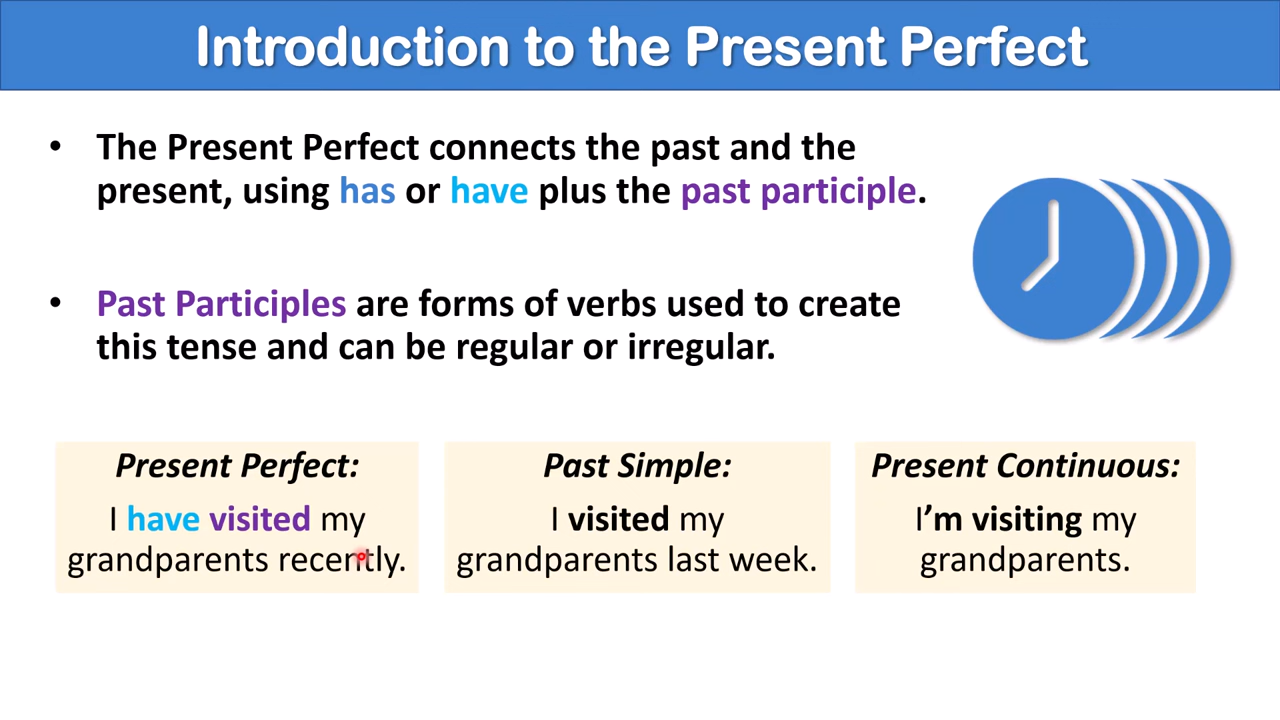 Introduction to the Present Perfect
• The Present Perfect connects the past and the
present, using has or have plus the past participle.
• Past Participles are forms of verbs used to create
this tense and can be regular or irregular.
Present Perfect:
I have visited my
grandparents recently.
Past Simple:
I visited my
grandparents last week.
Present Continuous:
I’m visiting my
grandparents.